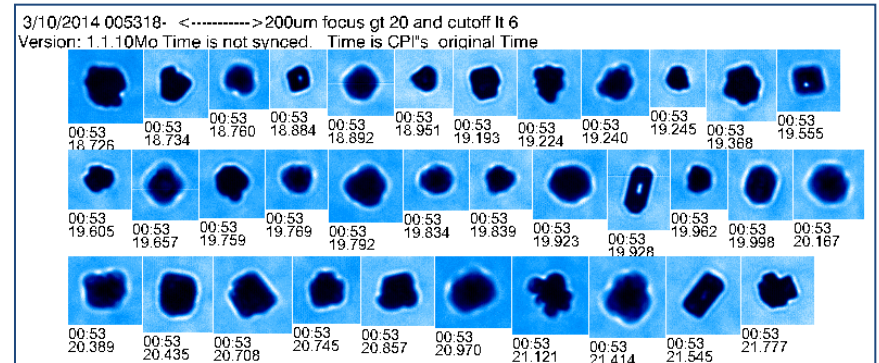 3/10/2014 005318- <----------->200um focus gt 20 and cutoff lt 6
Version: 1.1.10Mo Time is not synced. Time is CPI"s original Time
00:53 00:53 00:53 00:53 00:53 00:53 00:53 00:53 00:53 00:53 00:53 00:53
18.726 18.734 18.760 18.884 18.892 18.951 19.193 19.224 19.240 19.245 19.368 19.555
00:53 00:53 00:53 00:53 00:53 00:53 00:53 00:53 00:53 00:53 00:53 00:53
19.605 19.657 19.759 19.769 19.792 19.834 19.839 19.923 19.928 19.962 19.998 20.167
00:53 00:53 00:53 00:53 00:53 00:53 00:53 00:53 00:53 00:53
20.389 20.435 20.708 20.745 20.857 20.970 21.121 21.414 21.545 21.777